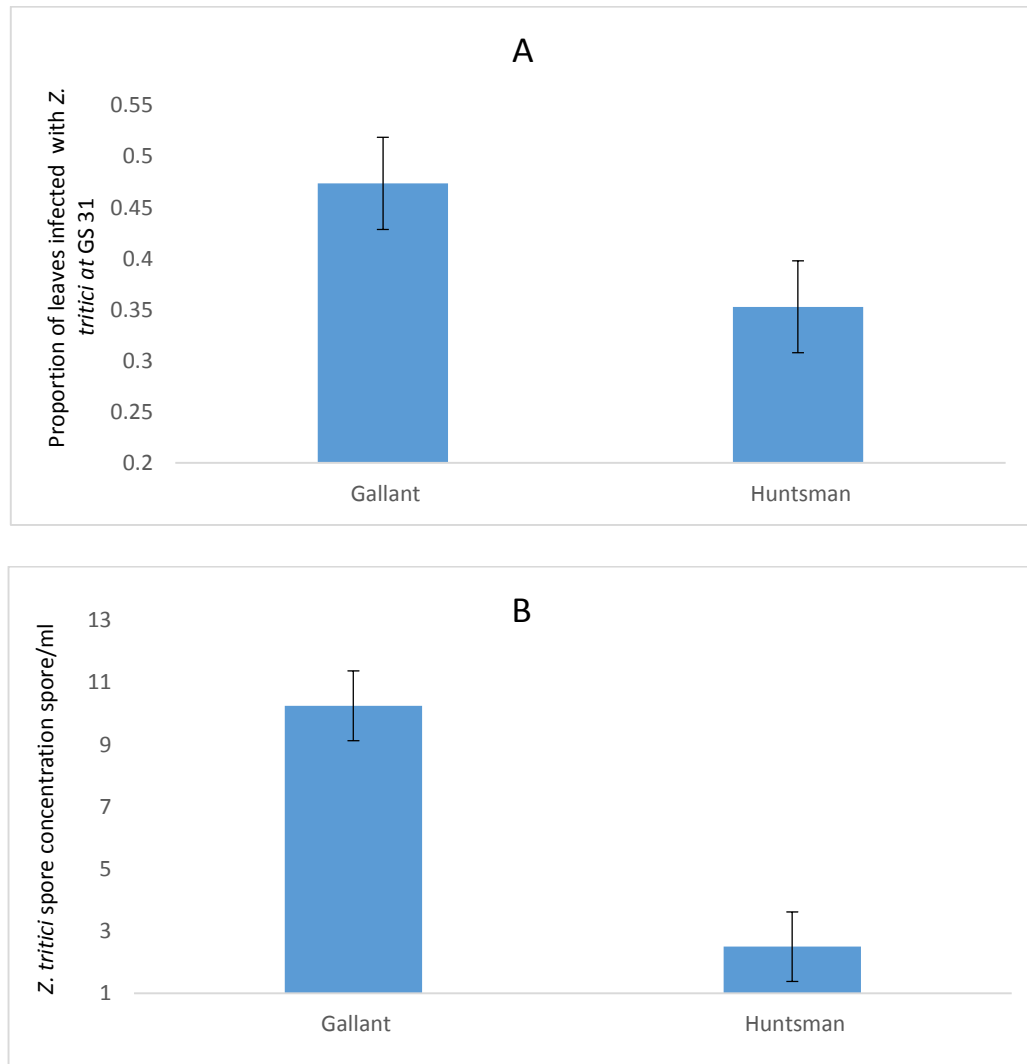 A
Proportion of leaves infected with Z.
tritici at GS 31
0.55
0.5
0.45
0.4
0.35
0.3
0.25
0.2
Gallant Huntsman
B
Z. tritici spore concentration spore/ml
13
11
9
7
5
3
1
Gallant Huntsman